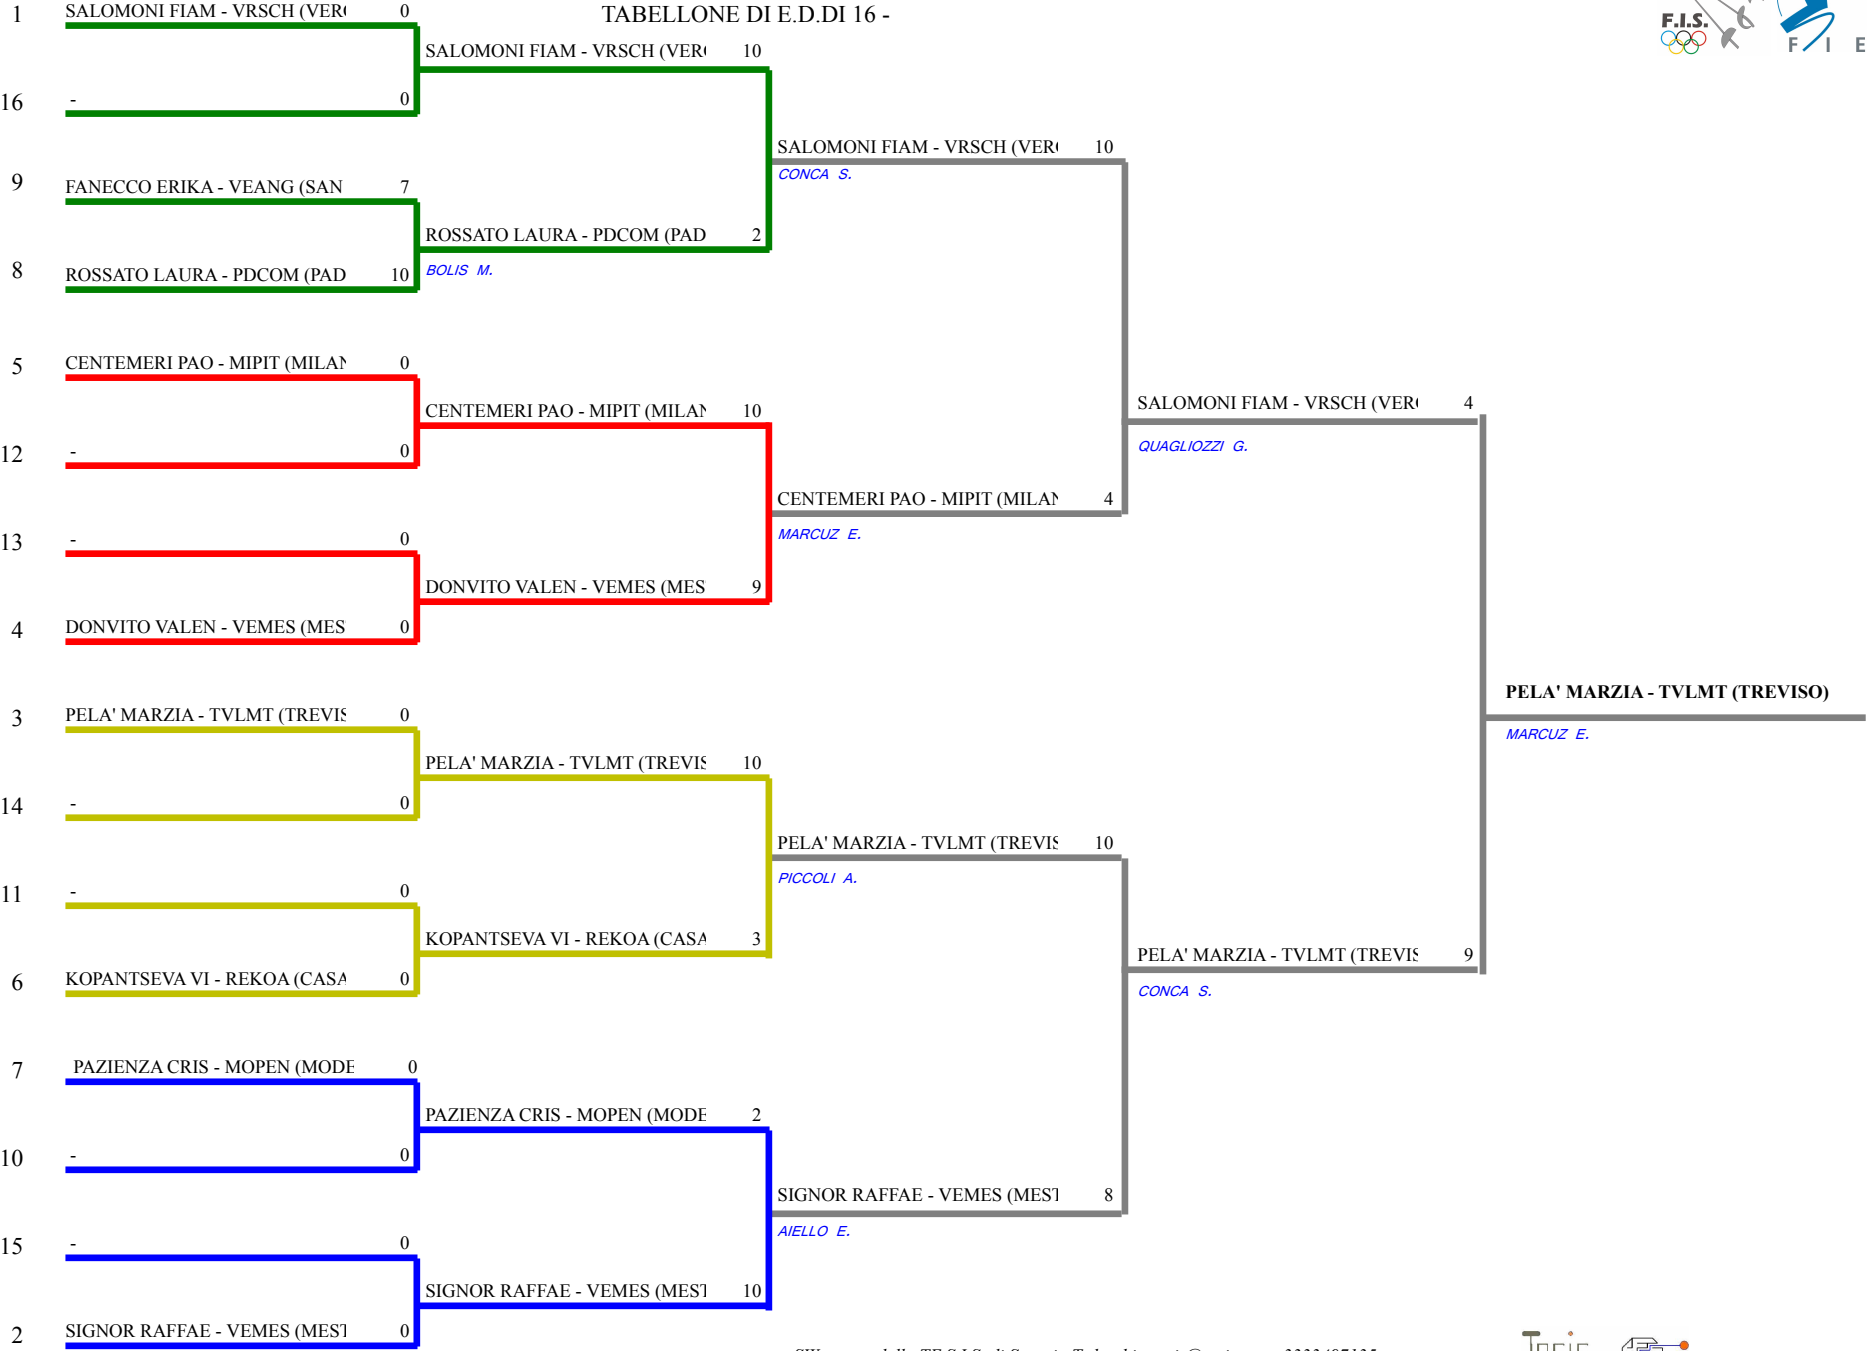 TABELLONE DI E.D.DI 16 -
F.I.S.
F I E
1 SALOMONI FIAM - VRSCH (VER 0
SALOMONI FIAM - VRSCH (VER 10
16 - 0
SALOMONI FIAM - VRSCH (VER 10
CONCA S.
9 FANECCO ERIKA - VEANG (SAN 7
ROSSATO LAURA - PDCOM (PAD 2
BOLIS M.
8 ROSSATO LAURA - PDCOM (PAD 10
5 CENTEMERI PAO - MIPIT (MILAN 0
SALOMONI FIAM - VRSCH (VER 4
QUAGLIOZZI G.
CENTEMERI PAO - MIPIT (MILAN 10
12 - 0
CENTEMERI PAO - MIPIT (MILAN 4
MARCUZ E.
13 - 0
DONVITO VALEN - VEMES (MES 9
4 DONVITO VALEN - VEMES (MES 0
PELA' MARZIA - TVLMT (TREVISO)
MARCUZ E.
3 PELA' MARZIA - TVLMT (TREVIS 0
PELA' MARZIA - TVLMT (TREVIS 10
14 - 0
PELA' MARZIA - TVLMT (TREVIS 10
PICCOLI A.
11 - 0
KOPANTSEVA VI - REKOA (CASA 3
PELA' MARZIA - TVLMT (TREVIS 9
CONCA S.
6 KOPANTSEVA VI - REKOA (CASA 0
7 PAZIENZA CRIS - MOPEN (MODE 0
PAZIENZA CRIS - MOPEN (MODE 2
10 - 0
SIGNOR RAFFAE - VEMES (MEST 8
AIELLO E.
15 - 0
SIGNOR RAFFAE - VEMES (MEST 10
2 SIGNOR RAFFAE - VEMES (MEST 0